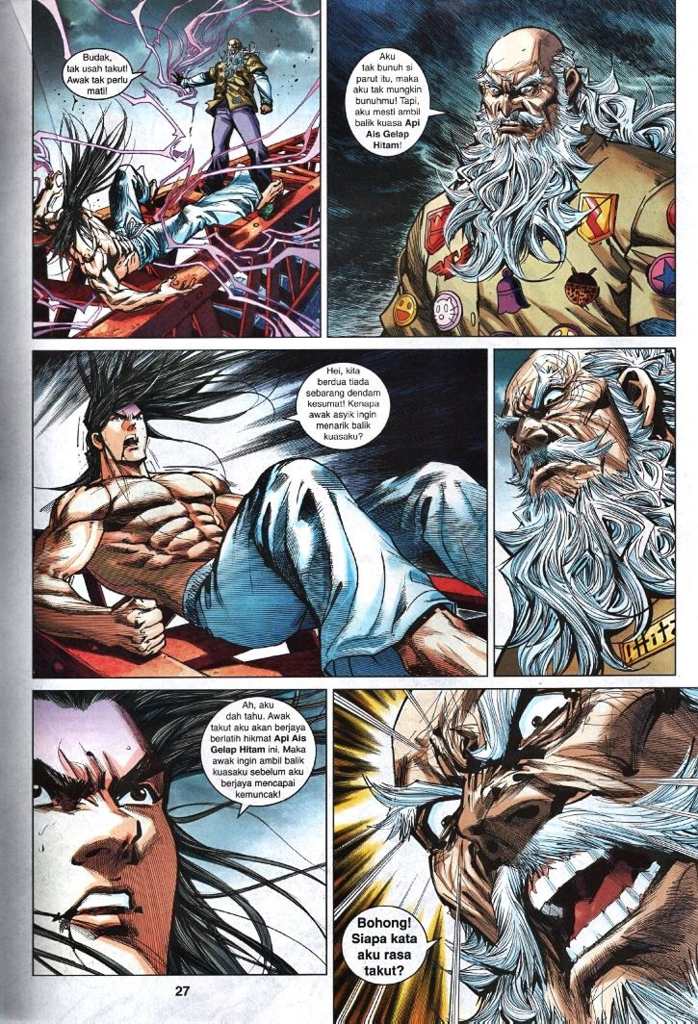 Budak,
tak usah takut!
Awak tak perlu
mati!
Aku
tak bunuh si
parut itu, maka
aku tak mungkin
bunuhmu! Tapi,
aku mesti ambil
balik kuasa Api
Ais Gelap
Hitam!
Hei, kita
berdua tiada
sebarang dendam
kesumat! Kenapa
awak asyik ingin
menarik balik
kuasaku?
Ah, aku
dah tahu. Awak
takut aku akan berjaya
berlatih hikmat Api Ais
Gelap Hitam ini. Maka
awak ingin ambil balik
kuasaku sebelum aku
berjaya mencapai
kemuncak!
Bohong!
Siapa kata
aku rasa
takut?
27